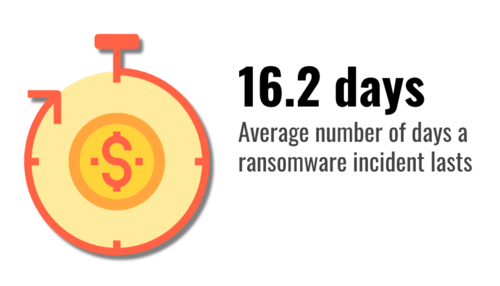 16.2 days
Average number of days a
ransomware incident lasts
$